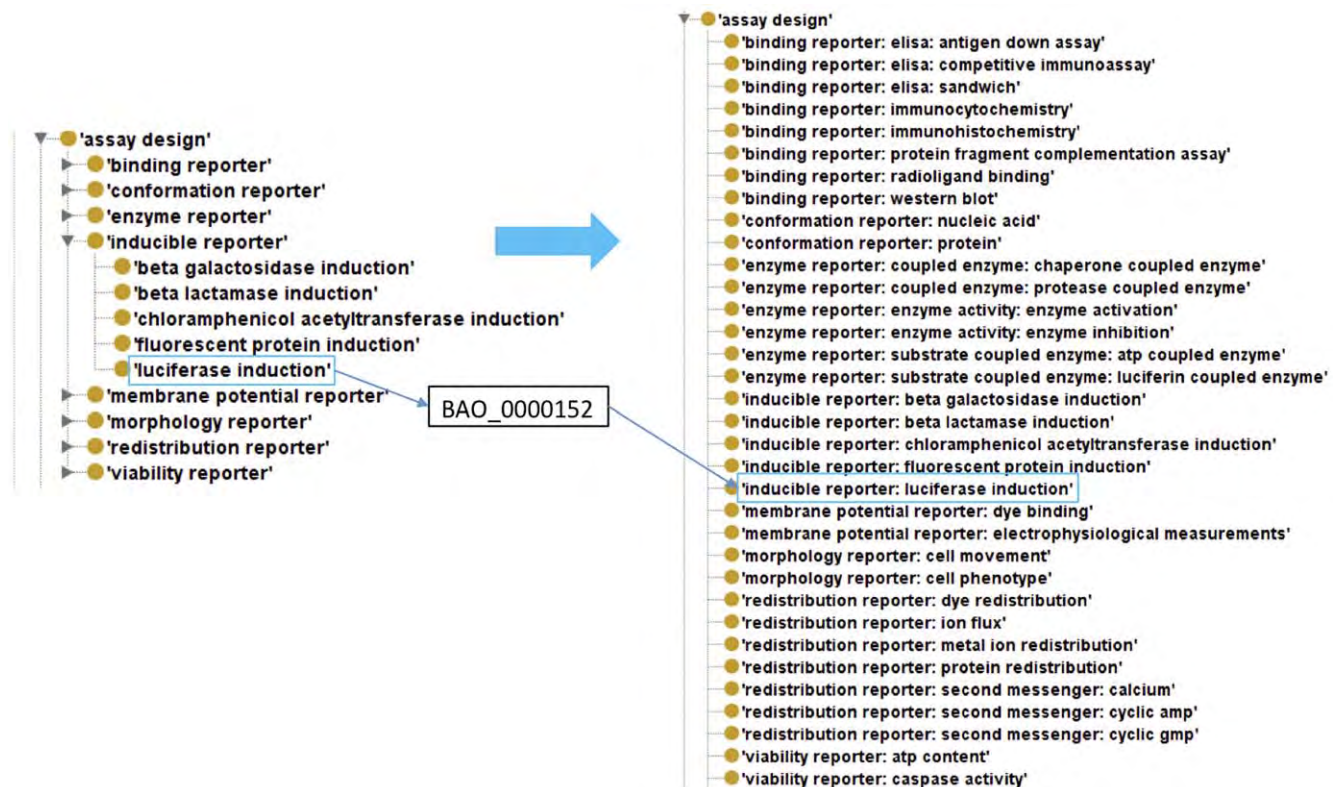 'assay design'
'binding reporter'
'conformation reporter'
'enzyme reporter'
'inducible reporter'
'beta galactosidase induction'
'beta lactamase induction'
'chloramphenicol acetyltransferase induction'
'fluorescent protein induction'
'luciferase induction'
'membrane potential reporter'
'morphology reporter'
'redistribution reporter'
'viability reporter'
BAO_0000152
'assay design'
'binding reporter: elisa: antigen down assay'
'binding reporter: elisa: competitive immunoassay'
'binding reporter: elisa: sandwich'
'binding reporter: immunocytochemistry'
'binding reporter: immunohistochemistry'
'binding reporter: protein fragment complementation assay'
'binding reporter: radioligand binding'
'binding reporter: western blot'
'conformation reporter: nucleic acid'
'conformation reporter: protein'
'enzyme reporter: coupled enzyme: chaperone coupled enzyme'
'enzyme reporter: coupled enzyme: protease coupled enzyme'
'enzyme reporter: enzyme activity: enzyme activation'
'enzyme reporter: enzyme activity: enzyme inhibition'
'enzyme reporter: substrate coupled enzyme: atp coupled enzyme'
'enzyme reporter: substrate coupled enzyme: luciferin coupled enzyme'
'inducible reporter: beta galactosidase induction'
'inducible reporter: beta lactamase induction'
'inducible reporter: chloramphenicol acetyltransferase induction'
'inducible reporter: fluorescent protein induction'
'inducible reporter: luciferase induction'
'membrane potential reporter: dye binding'
'membrane potential reporter: electrophysiological measurements'
'morphology reporter: cell movement'
'morphology reporter: cell phenotype'
'redistribution reporter: dye redistribution'
'redistribution reporter: ion flux'
'redistribution reporter: metal ion redistribution'
'redistribution reporter: protein redistribution'
'redistribution reporter: second messenger: calcium'
'redistribution reporter: second messenger: cyclic amp'
'redistribution reporter: second messenger: cyclic gmp'
'viability reporter: atp content'
'viability reporter: caspase activity'